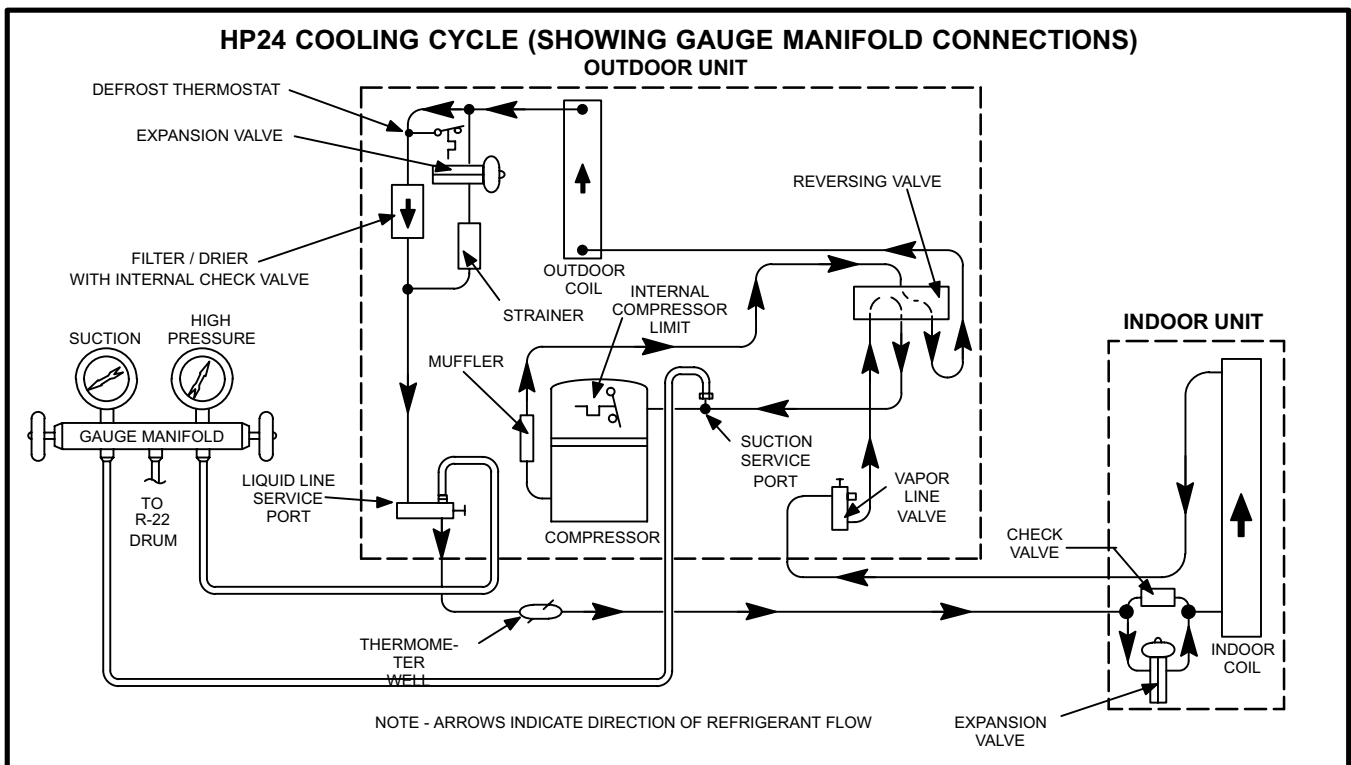 HP24 COOLING CYCLE (SHOWING GAUGE MANIFOLD CONNECTIONS)
OUTDOOR UNIT
DEFROST THERMOSTAT
EXPANSION VALVE
REVERSING VALVE
FILTER / DRIER
WITH INTERNAL CHECK VALVE
STRAINER
OUTDOOR
COIL
INTERNAL
COMPRESSOR
LIMIT
INDOOR UNIT
SUCTION
HIGH
PRESSURE
MUFFLER
GAUGE MANIFOLD
SUCTION
SERVICE
PORT
LIQUID LINE
SERVICE
PORT
VAPOR
LINE
VALVE
TO
R-22
DRUM
COMPRESSOR
CHECK
VALVE
THERMOME-
TER
WELL
INDOOR
COIL
NOTE - ARROWS INDICATE DIRECTION OF REFRIGERANT FLOW
EXPANSION
VALVE